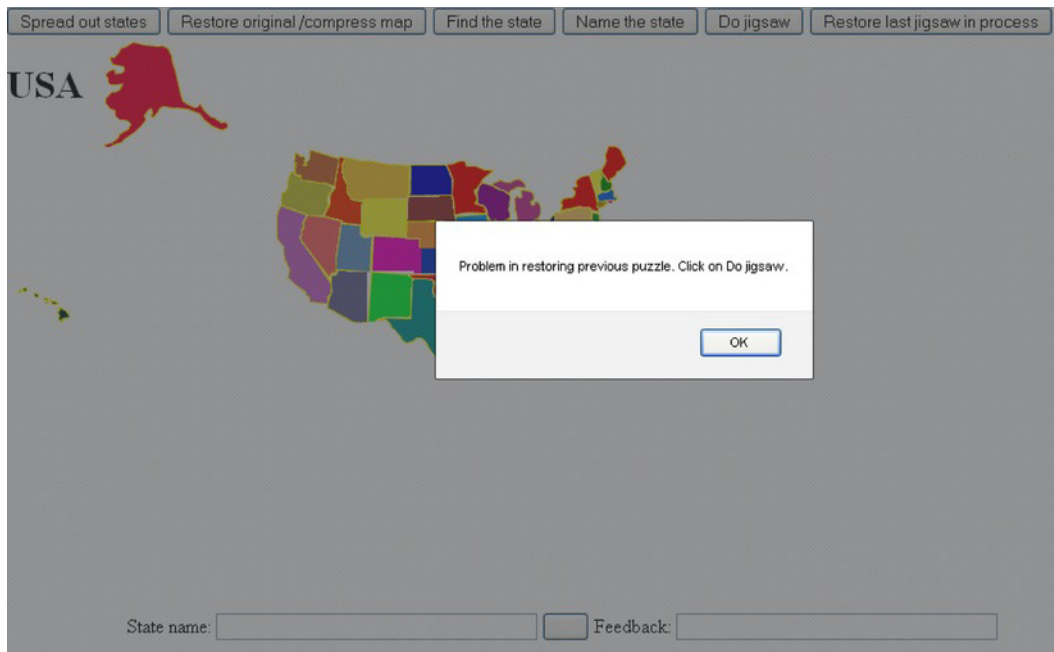 Spread out states Restore original /compress map Find the state Name the state Do jigsaw Restore last jigsaw in process
USA
Problem in restoring previous puzzle. Click on Do jigsaw.
OK
State name: Feedback: